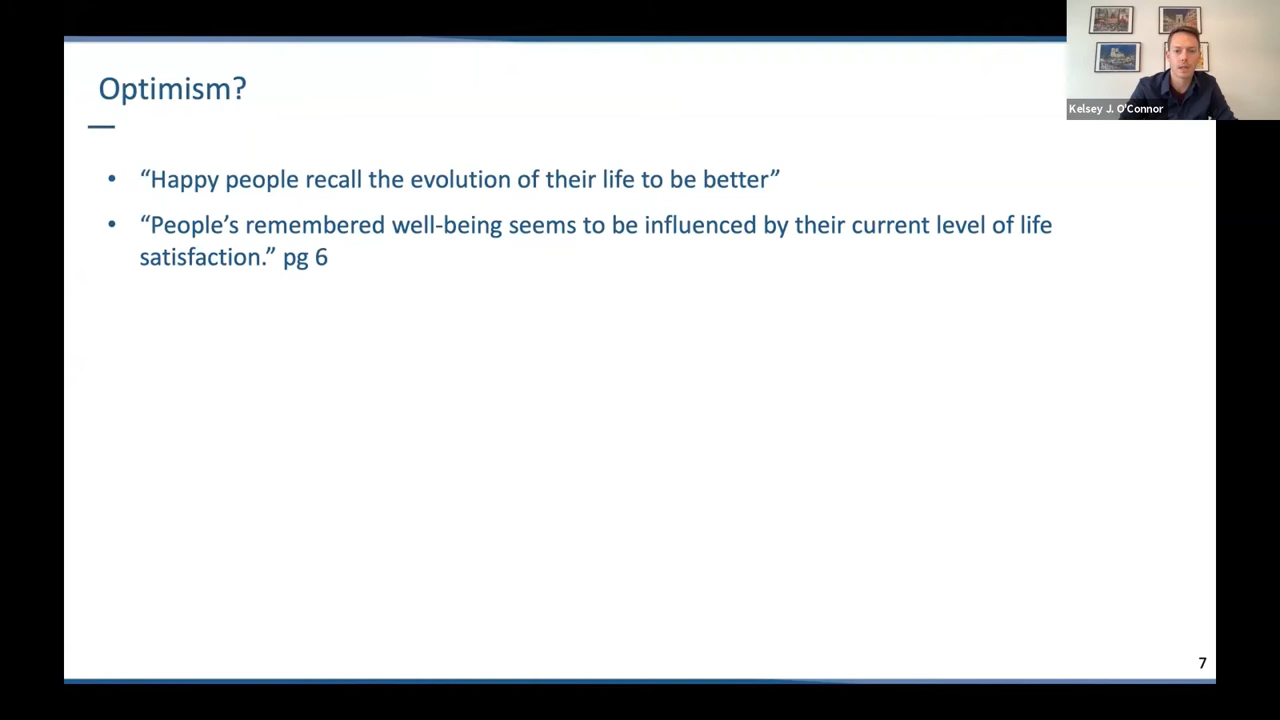 Optimism?
Kelsey J. O'Connor
• “Happy people recall the evolution of their life to be better”
• “People’s remembered well-being seems to be influenced by their current level of life
satisfaction.” pg 6
7